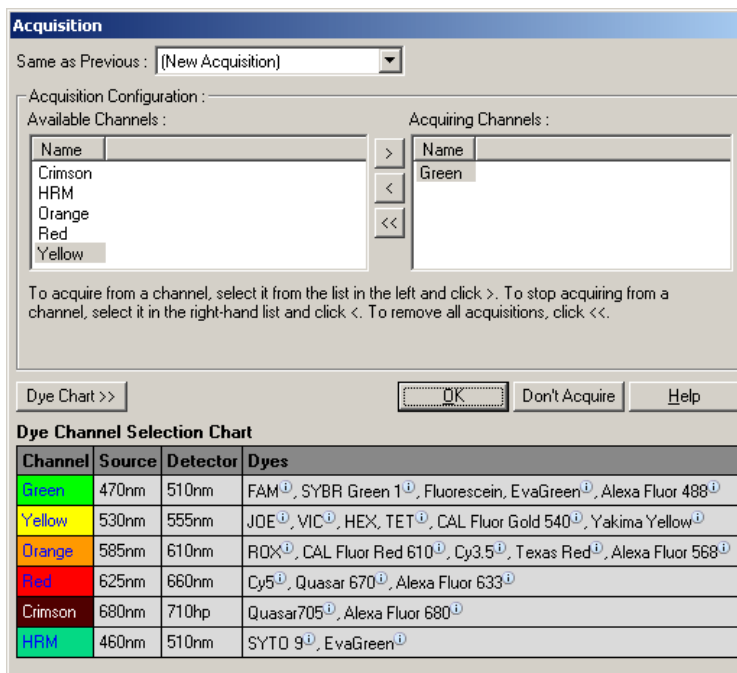 Acquisition
Same as Previous : (New Acquisition)
Acquisition Configuration :
Available Channels :
Acquiring Channels :
Name
Crimson
HRM
Orange
Red
Yellow
>
<
<<
Name
Green
To acquire from a channel, select it from the list in the left and click >. To stop acquiring from a
channel, select it in the right-hand list and click <. To remove all acquisitions, click <<.
Dye Chart >>
OK
Don't Acquire
Help
Dye Channel Selection Chart
Channel Source Detector Dyes
Green 470nm 510nm FAM(i), SYBR Green 1(i), Fluorescein, EvaGreen(i), Alexa Fluor 488(i)
Yellow 530nm 555nm JOE(i), VIC(i), HEX, TET(i), CAL Fluor Gold 540(i), Yakima Yellow(i)
Orange 585nm 610nm ROX(i), CAL Fluor Red 610(i), Cy3.5(i), Texas Red(i), Alexa Fluor 568(i)
Red 625nm 660nm Cy5(i), Quasar 670(i), Alexa Fluor 633(i)
Crimson 680nm 710hp Quasar705(i), Alexa Fluor 680(i)
HRM 460nm 510nm SYTO 9(i), EvaGreen(i)